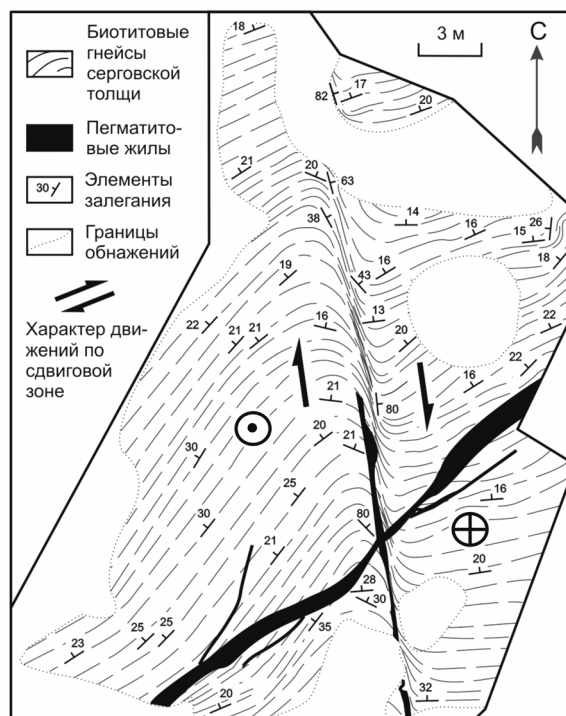 Биотитовые
гнейсы
серговской
толщи
Пегматито-
вые жилы
30
Элементы
залегания
Границы
обнажений
Характер дви-
жений по
сдвиговой
зоне
3 м
С
18
17
82
20
21
20
63
38
14
16
15
26
18
19
43
16
22
21
21
16
13
20
22
22
16
21
80
20
21
30
25
16
30
80
21
20
28
30
35
25
25
23
20
32